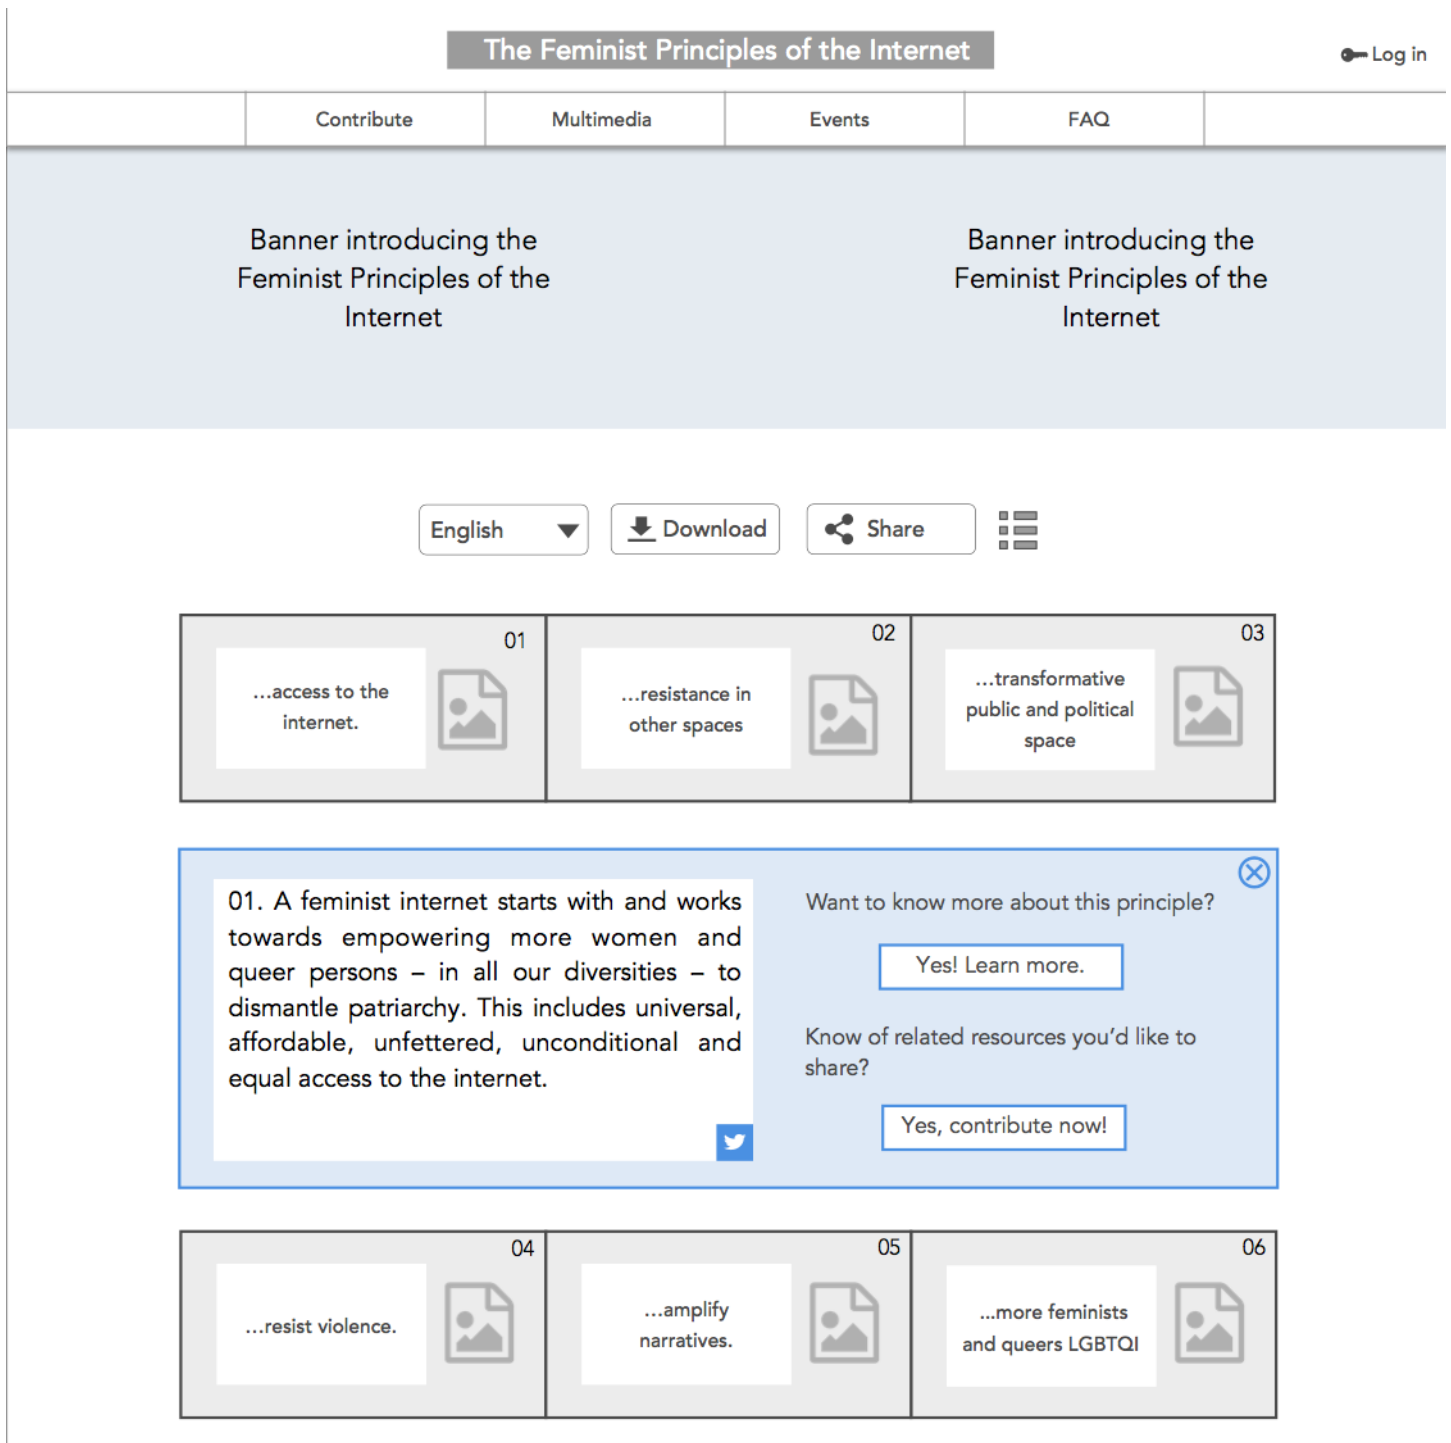 The Feminist Principles of the Internet
Log in
Contribute
Multimedia
Events
FAQ
Banner introducing the
Feminist Principles of the
Internet
Banner introducing the
Feminist Principles of the
Internet
English
Download
Share
01
...access to the
internet.
02
...resistance in
other spaces
03
...transformative
public and political
space
01. A feminist internet starts with and works
towards empowering more women and
queer persons – in all our diversities – to
dismantle patriarchy. This includes universal,
affordable, unfettered, unconditional and
equal access to the internet.
Want to know more about this principle?
Yes! Learn more.
Know of related resources you’d like to
share?
Yes, contribute now!
04
...resist violence.
05
...amplify
narratives.
06
...more feminists
and queers LGBTQI